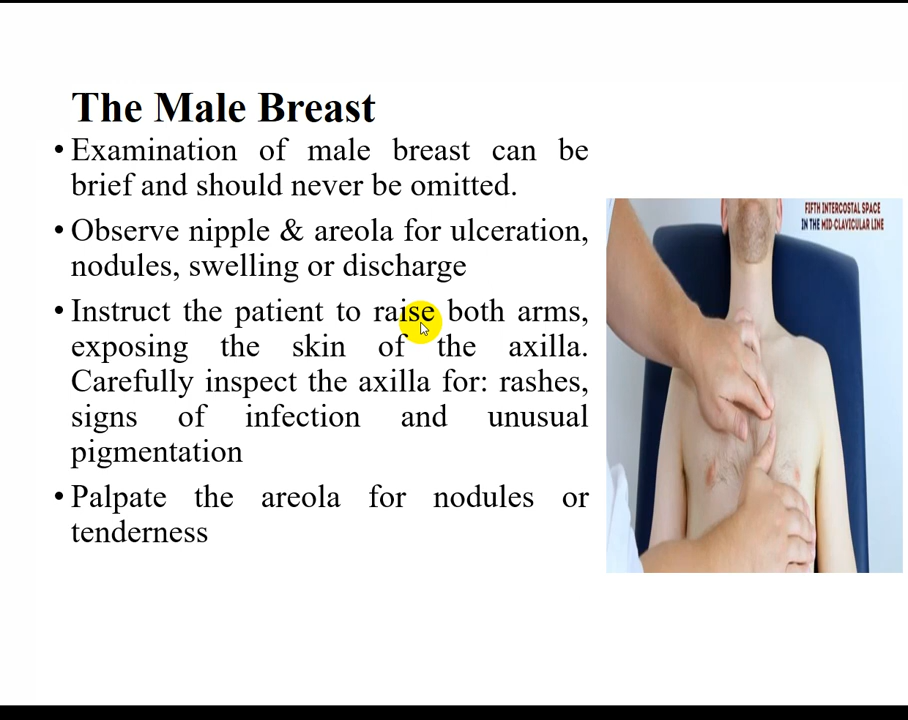 The Male Breast
• Examination of male breast can be
brief and should never be omitted.
• Observe nipple & areola for ulceration,
nodules, swelling or discharge
• Instruct the patient to raise both arms,
exposing the skin of the axilla.
Carefully inspect the axilla for: rashes,
signs of infection and unusual
pigmentation
• Palpate the areola for nodules or
tenderness
FIFTH INTERCOSTAL SPACE
IN THE MID-CLAVICULAR LINE